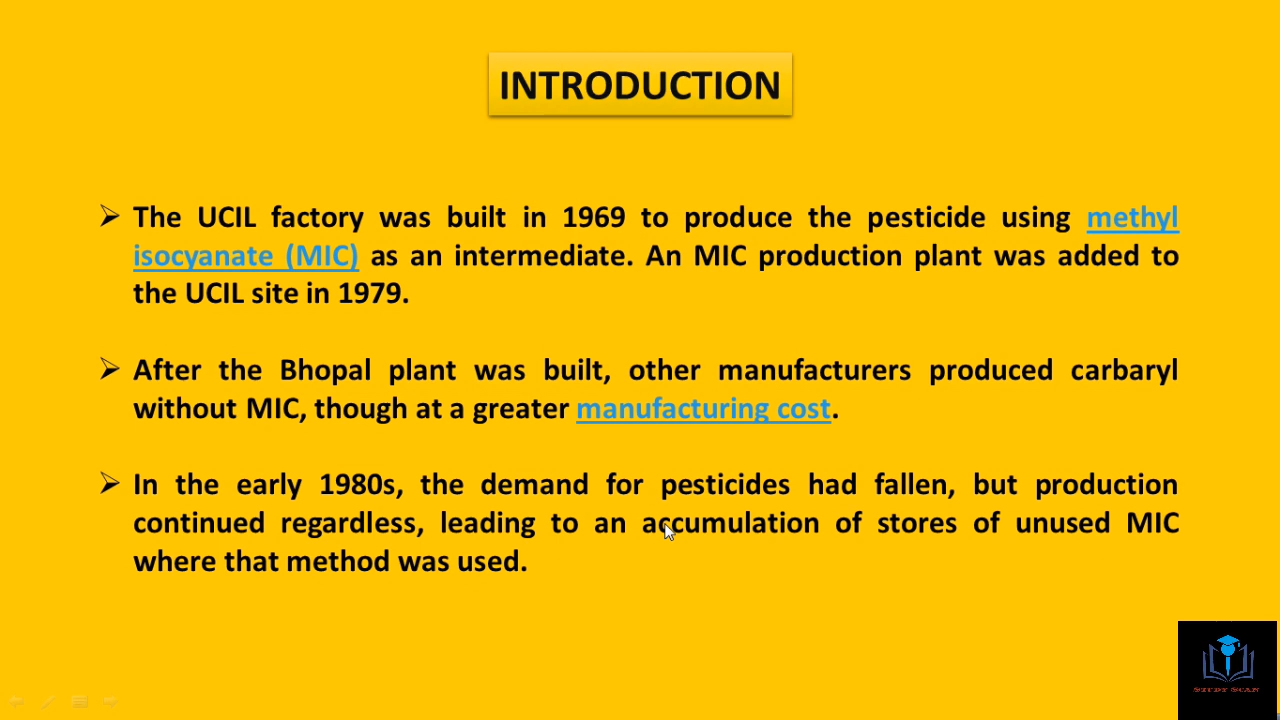 INTRODUCTION
The UCIL factory was built in 1969 to produce the pesticide using methyl
isocyanate (MIC) as an intermediate. An MIC production plant was added to
the UCIL site in 1979.
After the Bhopal plant was built, other manufacturers produced carbaryl
without MIC, though at a greater manufacturing cost.
In the early 1980s, the demand for pesticides had fallen, but production
continued regardless, leading to an accumulation of stores of unused MIC
where that method was used.
STUDY SCAN